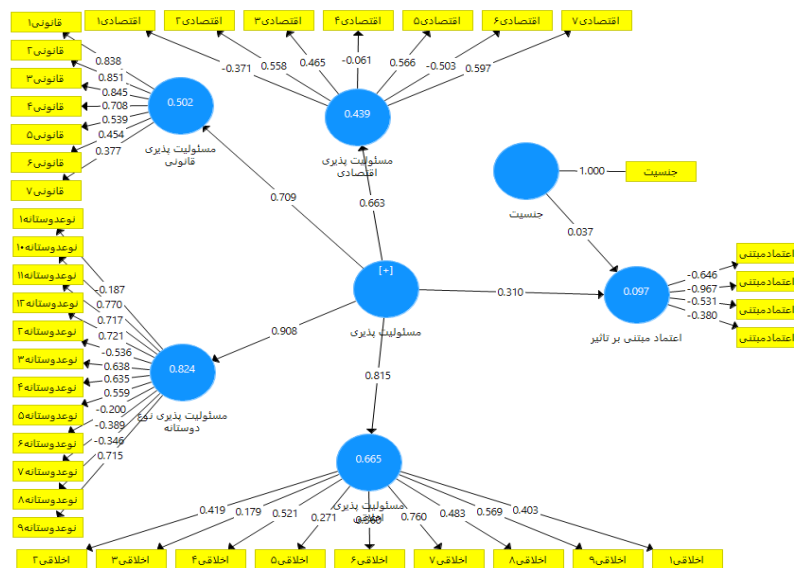 اقتصادی۱ اقتصادی۲ اقتصادی۳ اقتصادی۴ اقتصادی۵ اقتصادی۶ اقتصادی۷
-0.371 0.558 0.465 -0.061 0.566 -0.503 0.597
0.439
مسئولیت پذیری
اقتصادی
0.663
قانونی۱
قانونی۲
قانونی۳
قانونی۴
قانونی۵
قانونی۶
قانونی۷
0.838
0.851
0.845
0.708
0.539
0.454
0.377
0.502
مسئولیت پذیری
قانونی
0.709
جنسیت
1.000
جنسیت
0.037
[+]
مسئولیت پذیری
0.310
0.097
اعتماد مبتنی بر تاثیر
-0.646
-0.967
-0.531
-0.380
اعتمادمبتنی
اعتمادمبتنی
اعتمادمبتنی
اعتمادمبتنی
نوعدوستانه۱
نوعدوستانه۱۰
نوعدوستانه۱۱
نوعدوستانه۱۲
نوعدوستانه۲
نوعدوستانه۳
نوعدوستانه۴
نوعدوستانه۵
نوعدوستانه۶
نوعدوستانه۷
نوعدوستانه۸
نوعدوستانه۹
-0.187
0.770
0.717
0.721
-0.536
0.638
0.635
0.559
-0.200
-0.389
-0.346
0.715
0.824
مسئولیت پذیری نوع
دوستانه
0.908
0.815
0.665
مسئولیت پذیری
اخلاقی
0.419 0.179 0.521 0.271 0.360 0.760 0.483 0.569 0.403
اخلاقی۲ اخلاقی۳ اخلاقی۴ اخلاقی۵ اخلاقی۶ اخلاقی۷ اخلاقی۸ اخلاقی۹ اخلاقی۱